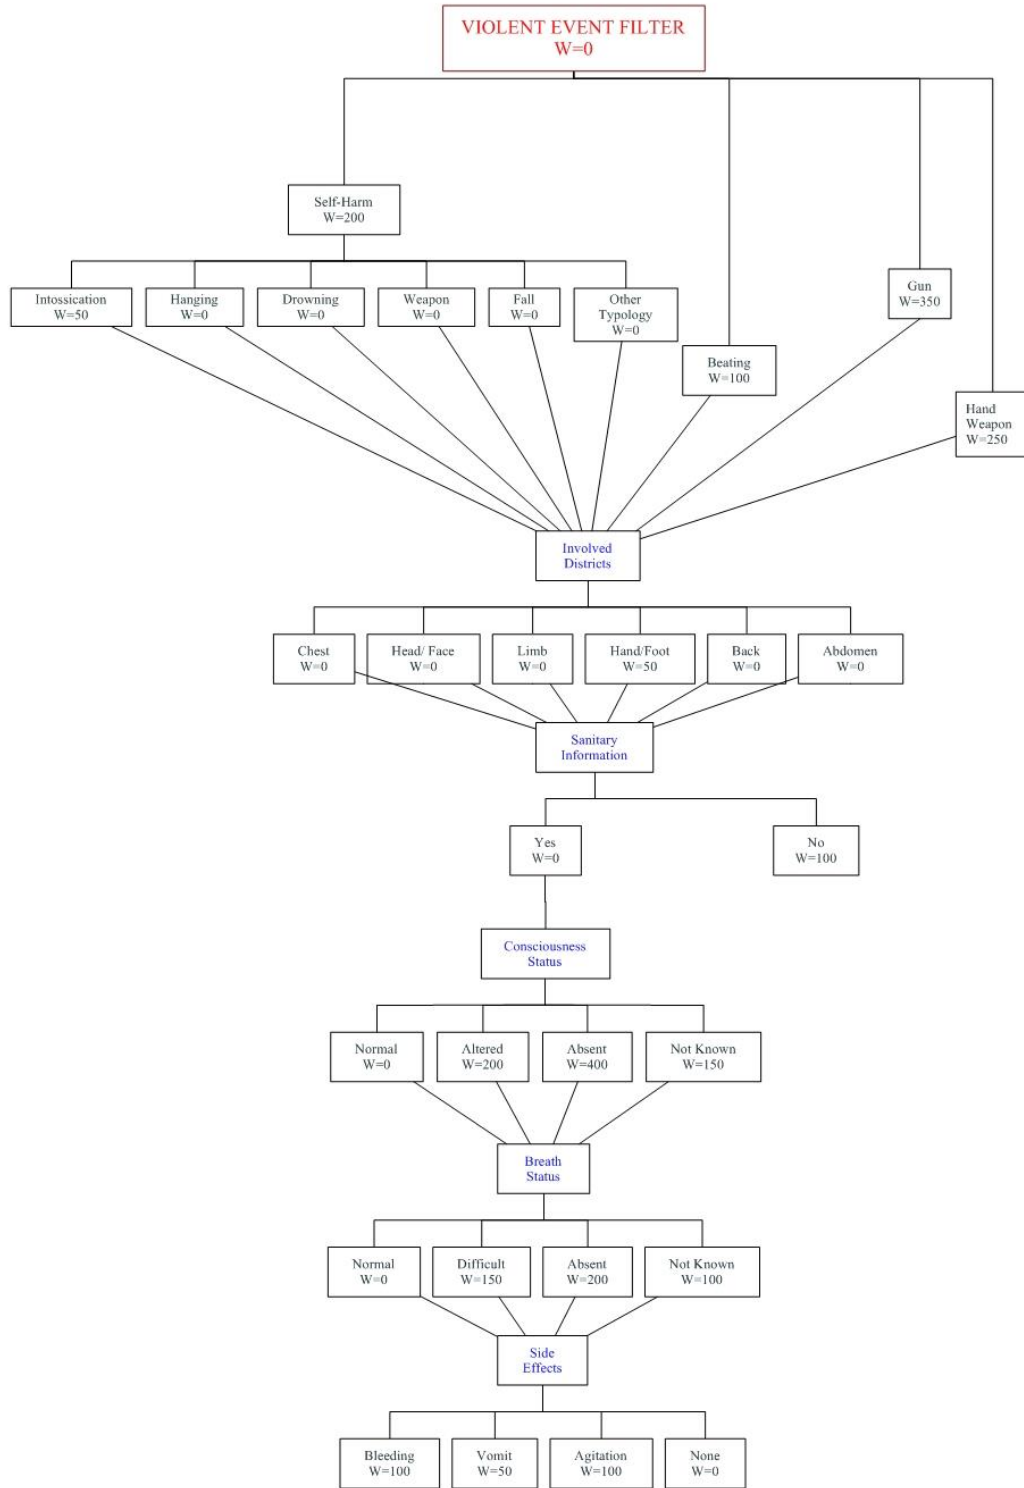 VIOLENT EVENT FILTER
W=0
Self-Harm
W=200
Intossication
W=50
Hanging
W=0
Drowning
W=0
Weapon
W=0
Fall
W=0
Other
Typology
W=0
Beating
W=100
Gun
W=350
Hand
Weapon
W=250
Involved
Districts
Chest
W=0
Head/ Face
W=0
Limb
W=0
Hand/Foot
W=50
Back
W=0
Abdomen
W=0
Sanitary
Information
Yes
W=0
No
W=100
Consciousness
Status
Normal
W=0
Altered
W=200
Absent
W=400
Not Known
W=150
Breath
Status
Normal
W=0
Difficult
W=150
Absent
W=200
Not Known
W=100
Side
Effects
Bleeding
W=100
Vomit
W=50
Agitation
W=100
None
W=0